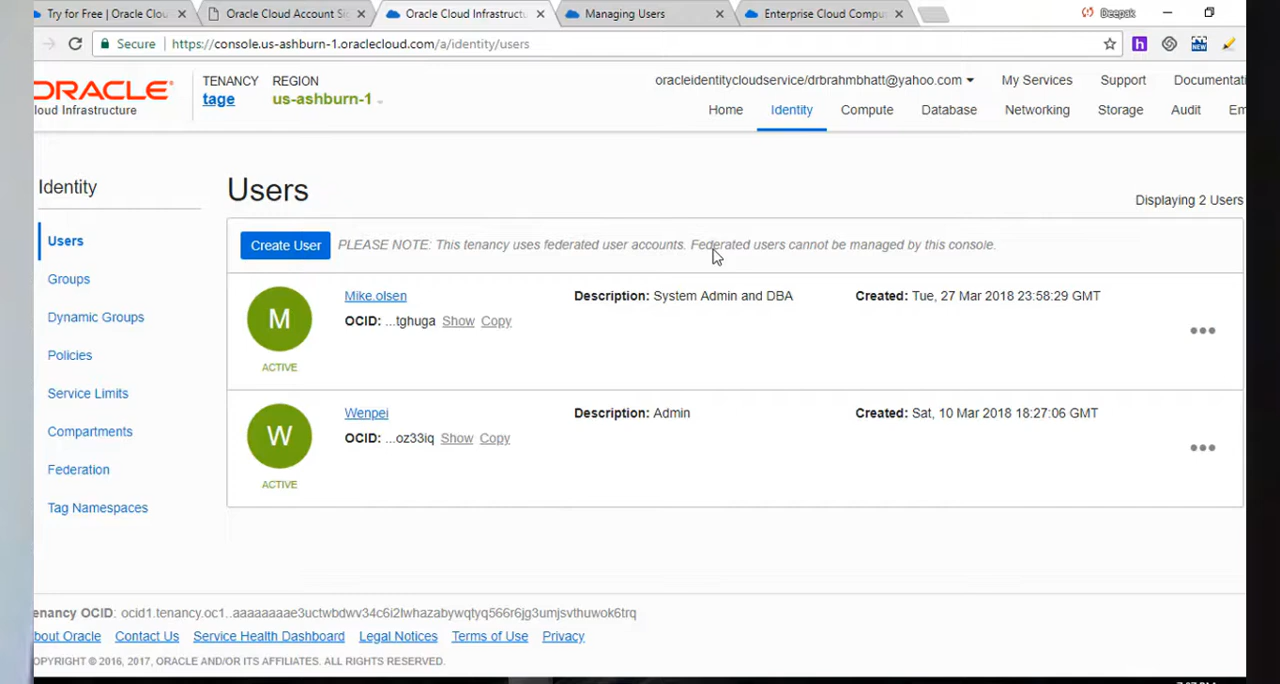 Try for Free | Oracle Clou
Oracle Cloud Account Si
Oracle Cloud Infrastructu
Managing Users
Enterprise Cloud Compu
Deepak
Secure
https://console.us-ashburn-1.oraclecloud.com/a/identity/users
ORACLE
loud Infrastructure
TENANCY
tage
REGION
us-ashburn-1
oracleidentitycloudservice/drbrahmbhatt@yahoo.com
My Services
Support
Documentati
Home
Identity
Compute
Database
Networking
Storage
Audit
Em
Identity
Users
Groups
Dynamic Groups
Policies
Service Limits
Compartments
Federation
Tag Namespaces
Users
Displaying 2 Users
Create User
PLEASE NOTE: This tenancy uses federated user accounts. Federated users cannot be managed by this console.
M
ACTIVE
Mike.olsen
OCID: ...tghuga Show Copy
Description: System Admin and DBA
Created: Tue, 27 Mar 2018 23:58:29 GMT
W
ACTIVE
Wenpei
OCID: ...oz33iq Show Copy
Description: Admin
Created: Sat, 10 Mar 2018 18:27:06 GMT
enancy OCID: ocid1.tenancy.oc1..aaaaaaaae3uctwbdwv34c6i2lwhazabywqtyq566r6jg3umjsvthuwok6trq
bout Oracle
Contact Us
Service Health Dashboard
Legal Notices
Terms of Use
Privacy
OPYRIGHT © 2016, 2017, ORACLE AND/OR ITS AFFILIATES. ALL RIGHTS RESERVED.